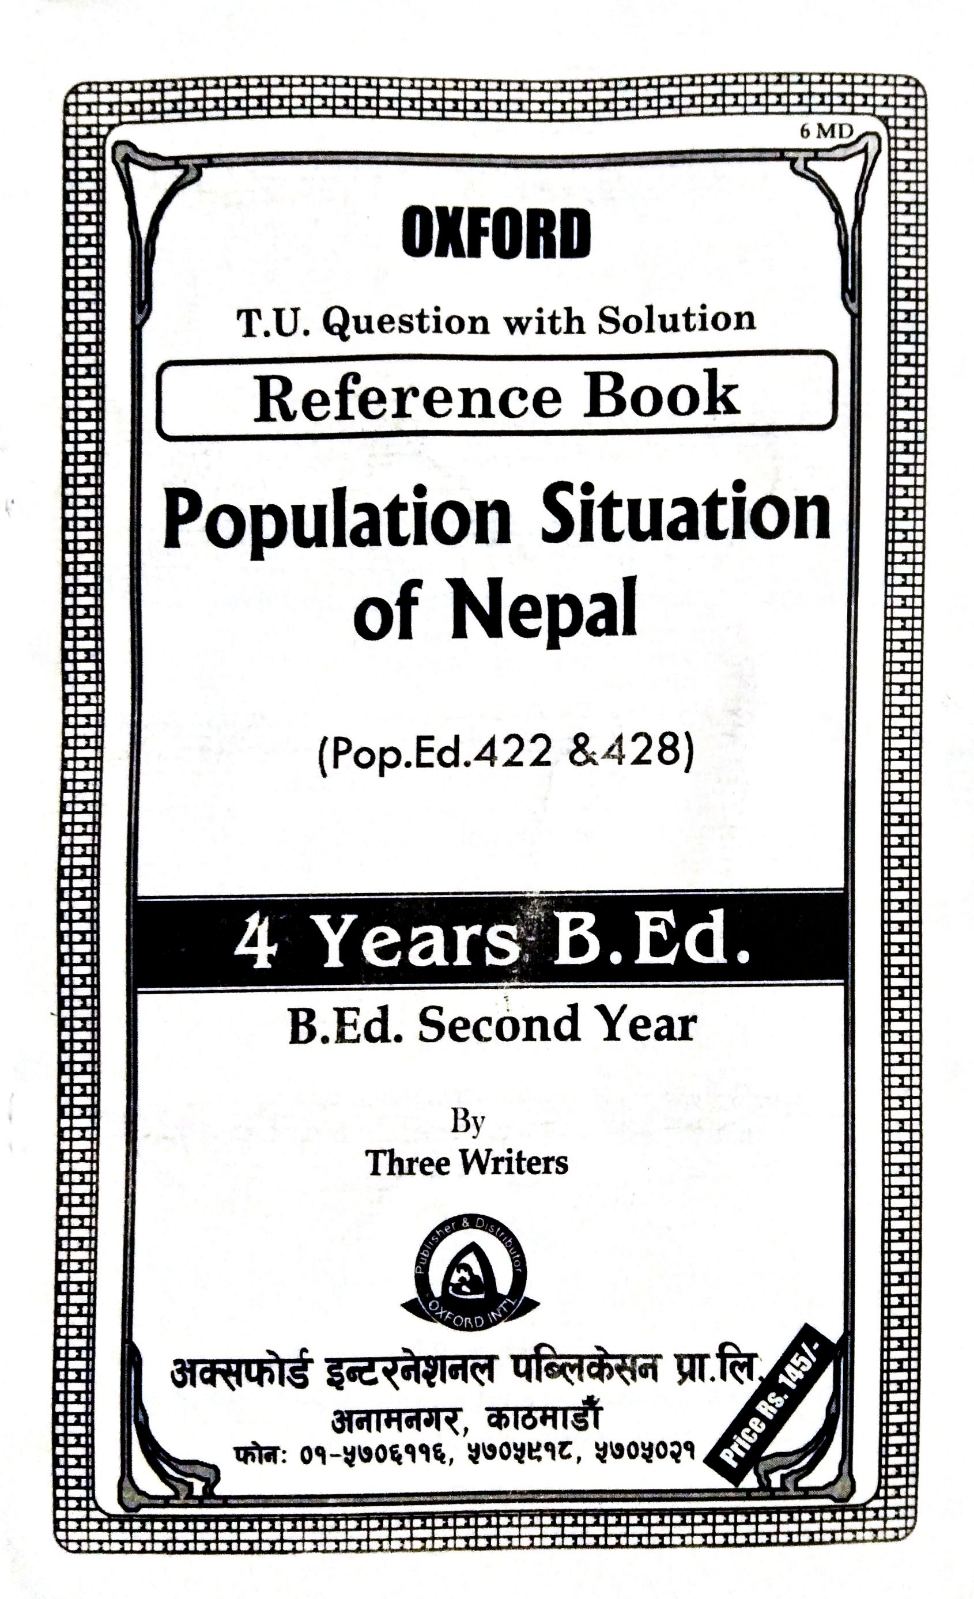 6 MD
OXFORD
T.U. Question with Solution
Reference Book
Population Situation
of Nepal
(Pop.Ed.422 &428)
4 Years B.Ed.
B.Ed. Second Year
By
Three Writers
Publisher & Distributor
OXFORD INT'L
अक्सफोर्ड इन्टरनेशनल पब्लिकेसन प्रा.लि.
अनामनगर, काठमाडौँ
फोन: ०१-५७०६११६, ५७०५९१८, ५७०५०२१
Price Rs. 145/-